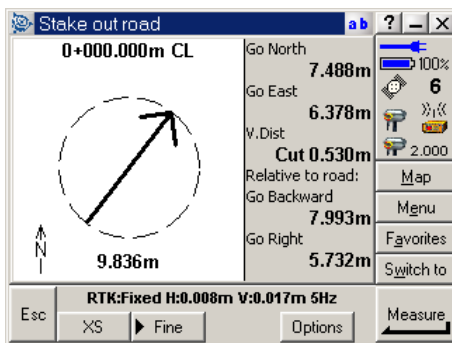 Stake out road
a b
? – X
0+000.000m CL
Go North
7.488m
Go East
6.378m
V.Dist
Cut 0.530m
Relative to road:
Go Backward
7.993m
Go Right
5.732m
N
9.836m
100%
6
2.000
Map
Menu
Favorites
Switch to
Esc
RTK:Fixed H:0.008m V:0.017m 5Hz
XS
Fine
Options
Measure